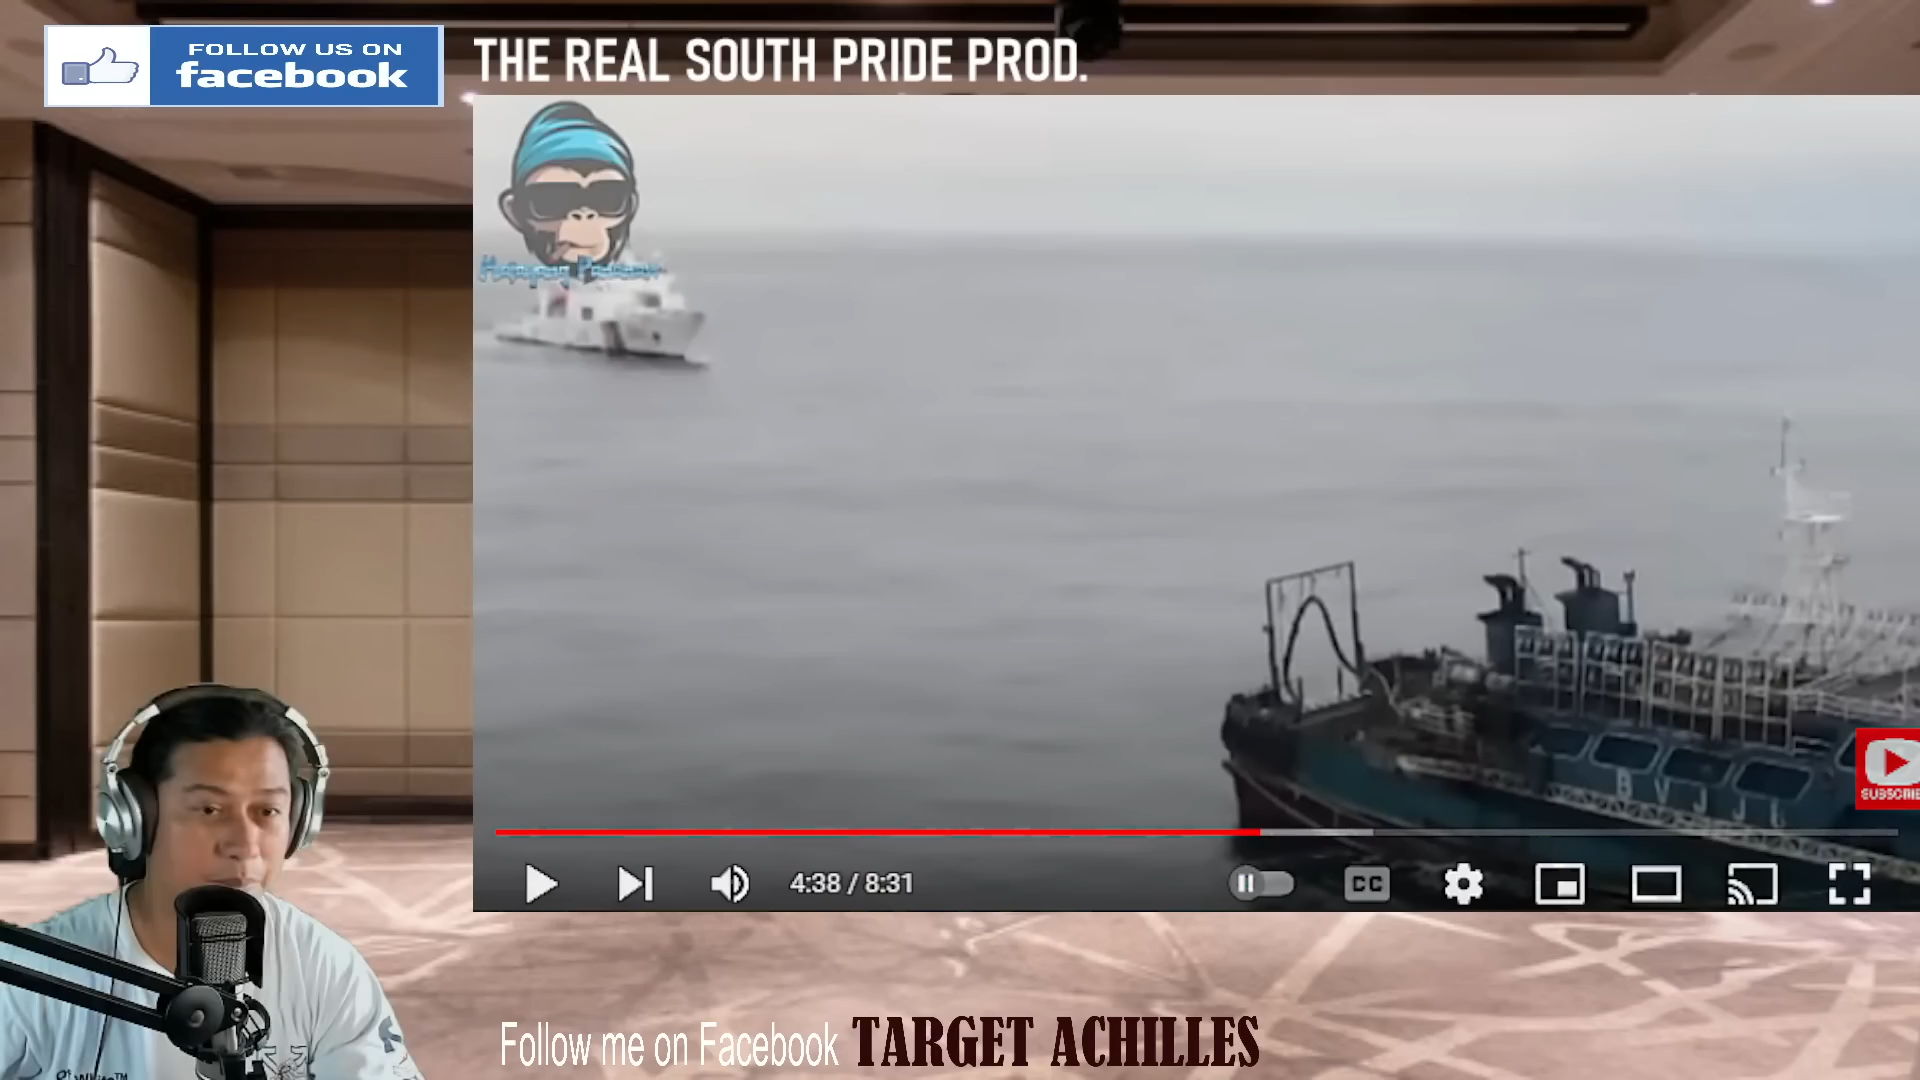 FOLLOW US ON
facebook
THE REAL SOUTH PRIDE PROD.
BVJJL
SUBSCRIBE
4:38 / 8:31
CC
Follow me on Facebook TARGET ACHILLES